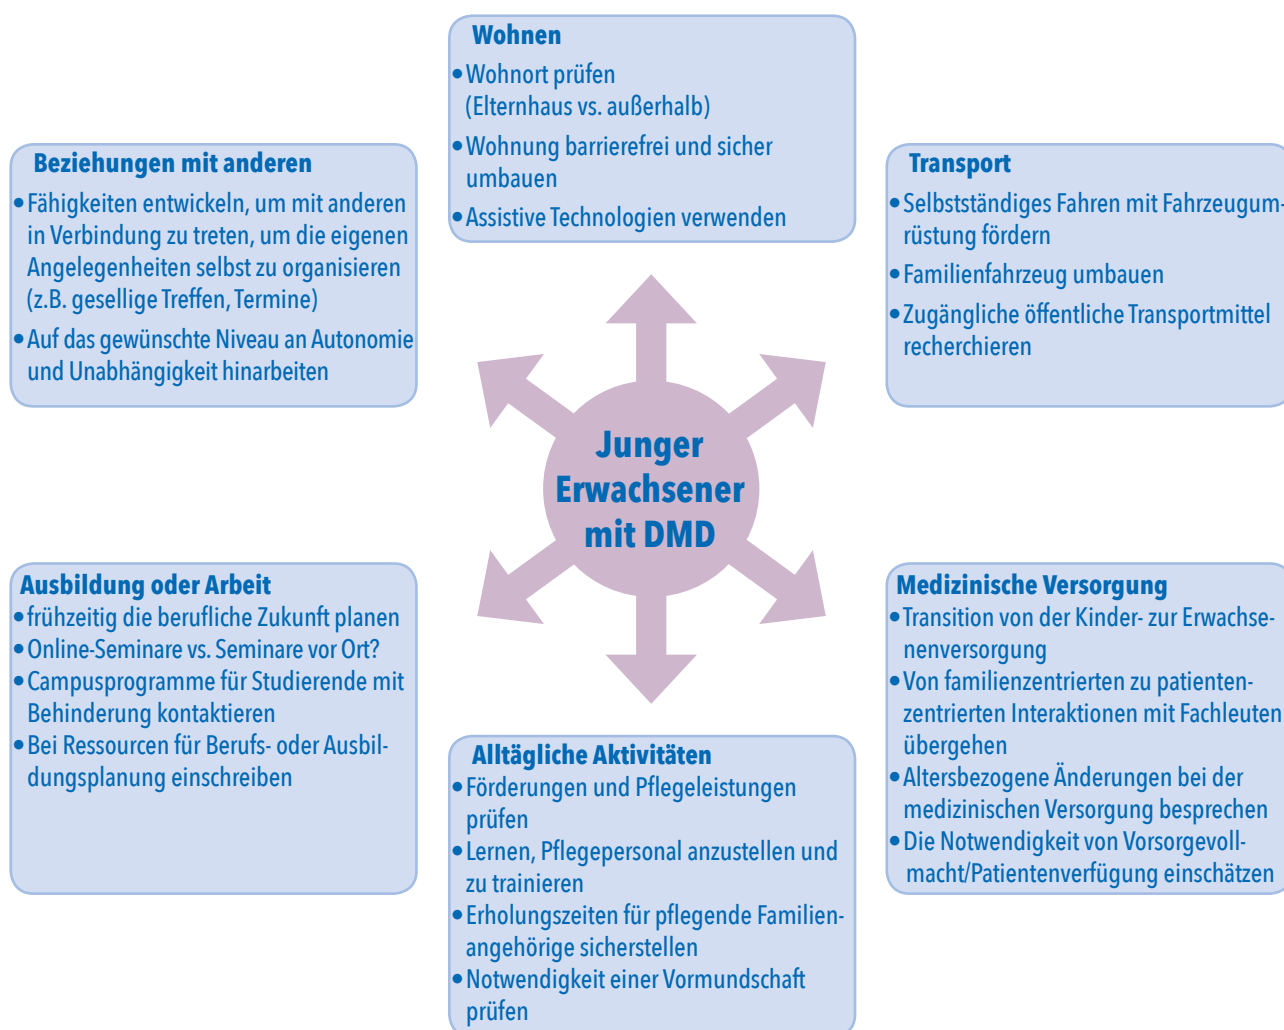 Wohnen
• Wohnort prüfen
(Elternhaus vs. außerhalb)
• Wohnung barrierefrei und sicher
umbauen
• Assistive Technologien verwenden
Beziehungen mit anderen
• Fähigkeiten entwickeln, um mit anderen
in Verbindung zu treten, um die eigenen
Angelegenheiten selbst zu organisieren
(z.B. gesellige Treffen, Termine)
• Auf das gewünschte Niveau an Autonomie
und Unabhängigkeit hinarbeiten
Transport
• Selbstständiges Fahren mit Fahrzeugum-
rüstung fördern
• Familienfahrzeug umbauen
• Zugängliche öffentliche Transportmittel
recherchieren
Junger
Erwachsener
mit DMD
Ausbildung oder Arbeit
• frühzeitig die berufliche Zukunft planen
• Online-Seminare vs. Seminare vor Ort?
• Campusprogramme für Studierende mit
Behinderung kontaktieren
• Bei Ressourcen für Berufs- oder Ausbil-
dungsplanung einschreiben
Medizinische Versorgung
• Transition von der Kinder- zur Erwachse-
nenversorgung
• Von familienzentrierten zu patienten-
zentrierten Interaktionen mit Fachleuten
übergehen
• Altersbezogene Änderungen bei der
medizinischen Versorgung besprechen
• Die Notwendigkeit von Vorsorgevoll-
macht/Patientenverfügung einschätzen
Alltägliche Aktivitäten
• Förderungen und Pflegeleistungen
prüfen
• Lernen, Pflegepersonal anzustellen und
zu trainieren
• Erholungszeiten für pflegende Familien-
angehörige sicherstellen
• Notwendigkeit einer Vormundschaft
prüfen